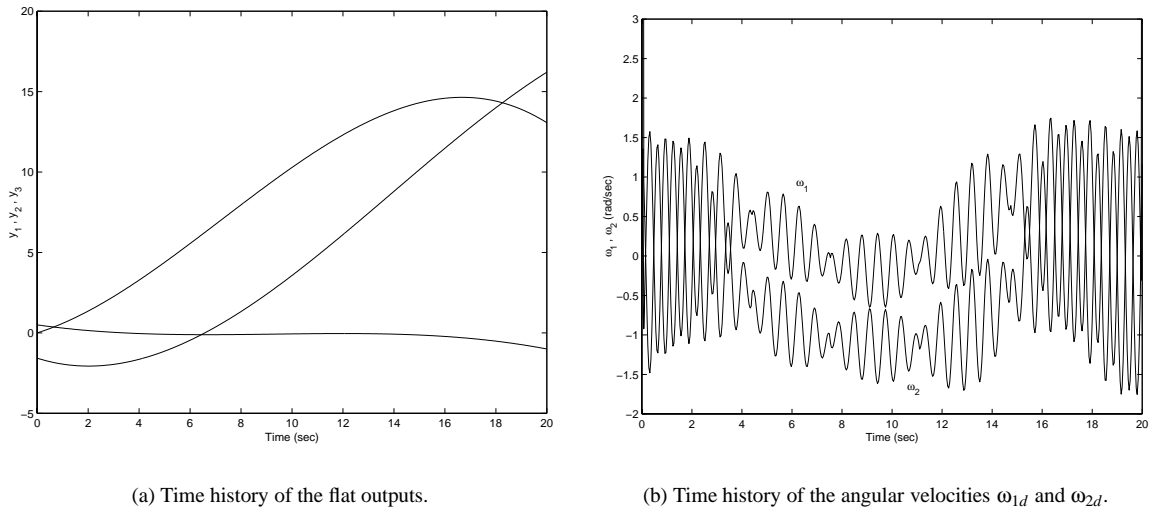 20
15
10
5
0
−5
y1 , y2 , y3
0 2 4 6 8 10 12 14 16 18 20
Time (sec)
(a) Time history of the flat outputs.
3
2.5
2
1.5
1
0.5
0
−0.5
−1
−1.5
−2
ω1 , ω2 (rad/sec)
ω1
ω2
0 2 4 6 8 10 12 14 16 18 20
Time (sec)
(b) Time history of the angular velocities ω1d and ω2d.